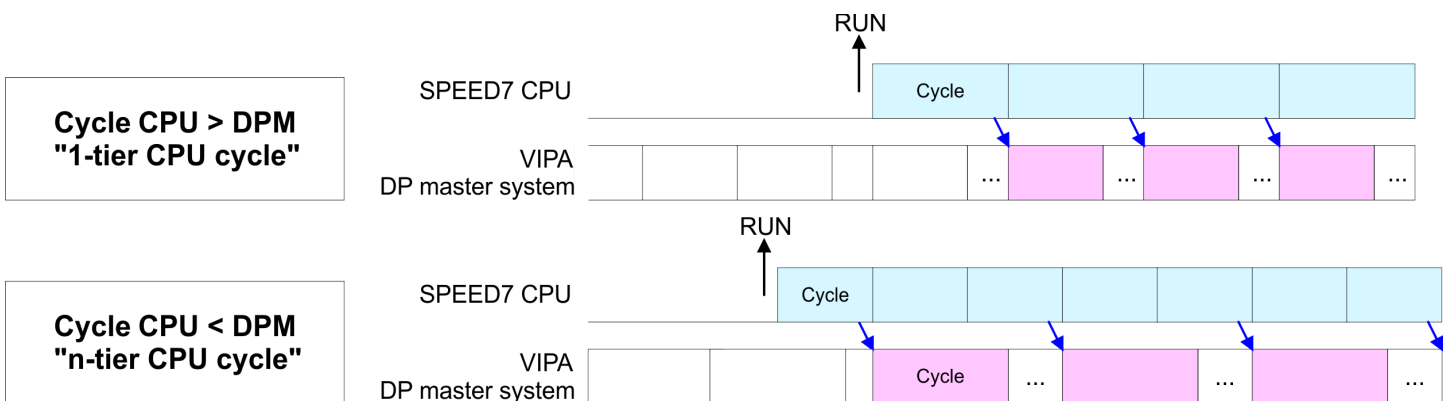 RUN
Cycle CPU > DPM
"1-tier CPU cycle"
SPEED7 CPU
Cycle
VIPA
DP master system
... ... ... ...
RUN
Cycle CPU < DPM
"n-tier CPU cycle"
SPEED7 CPU
Cycle
VIPA
DP master system
Cycle ... ... ...